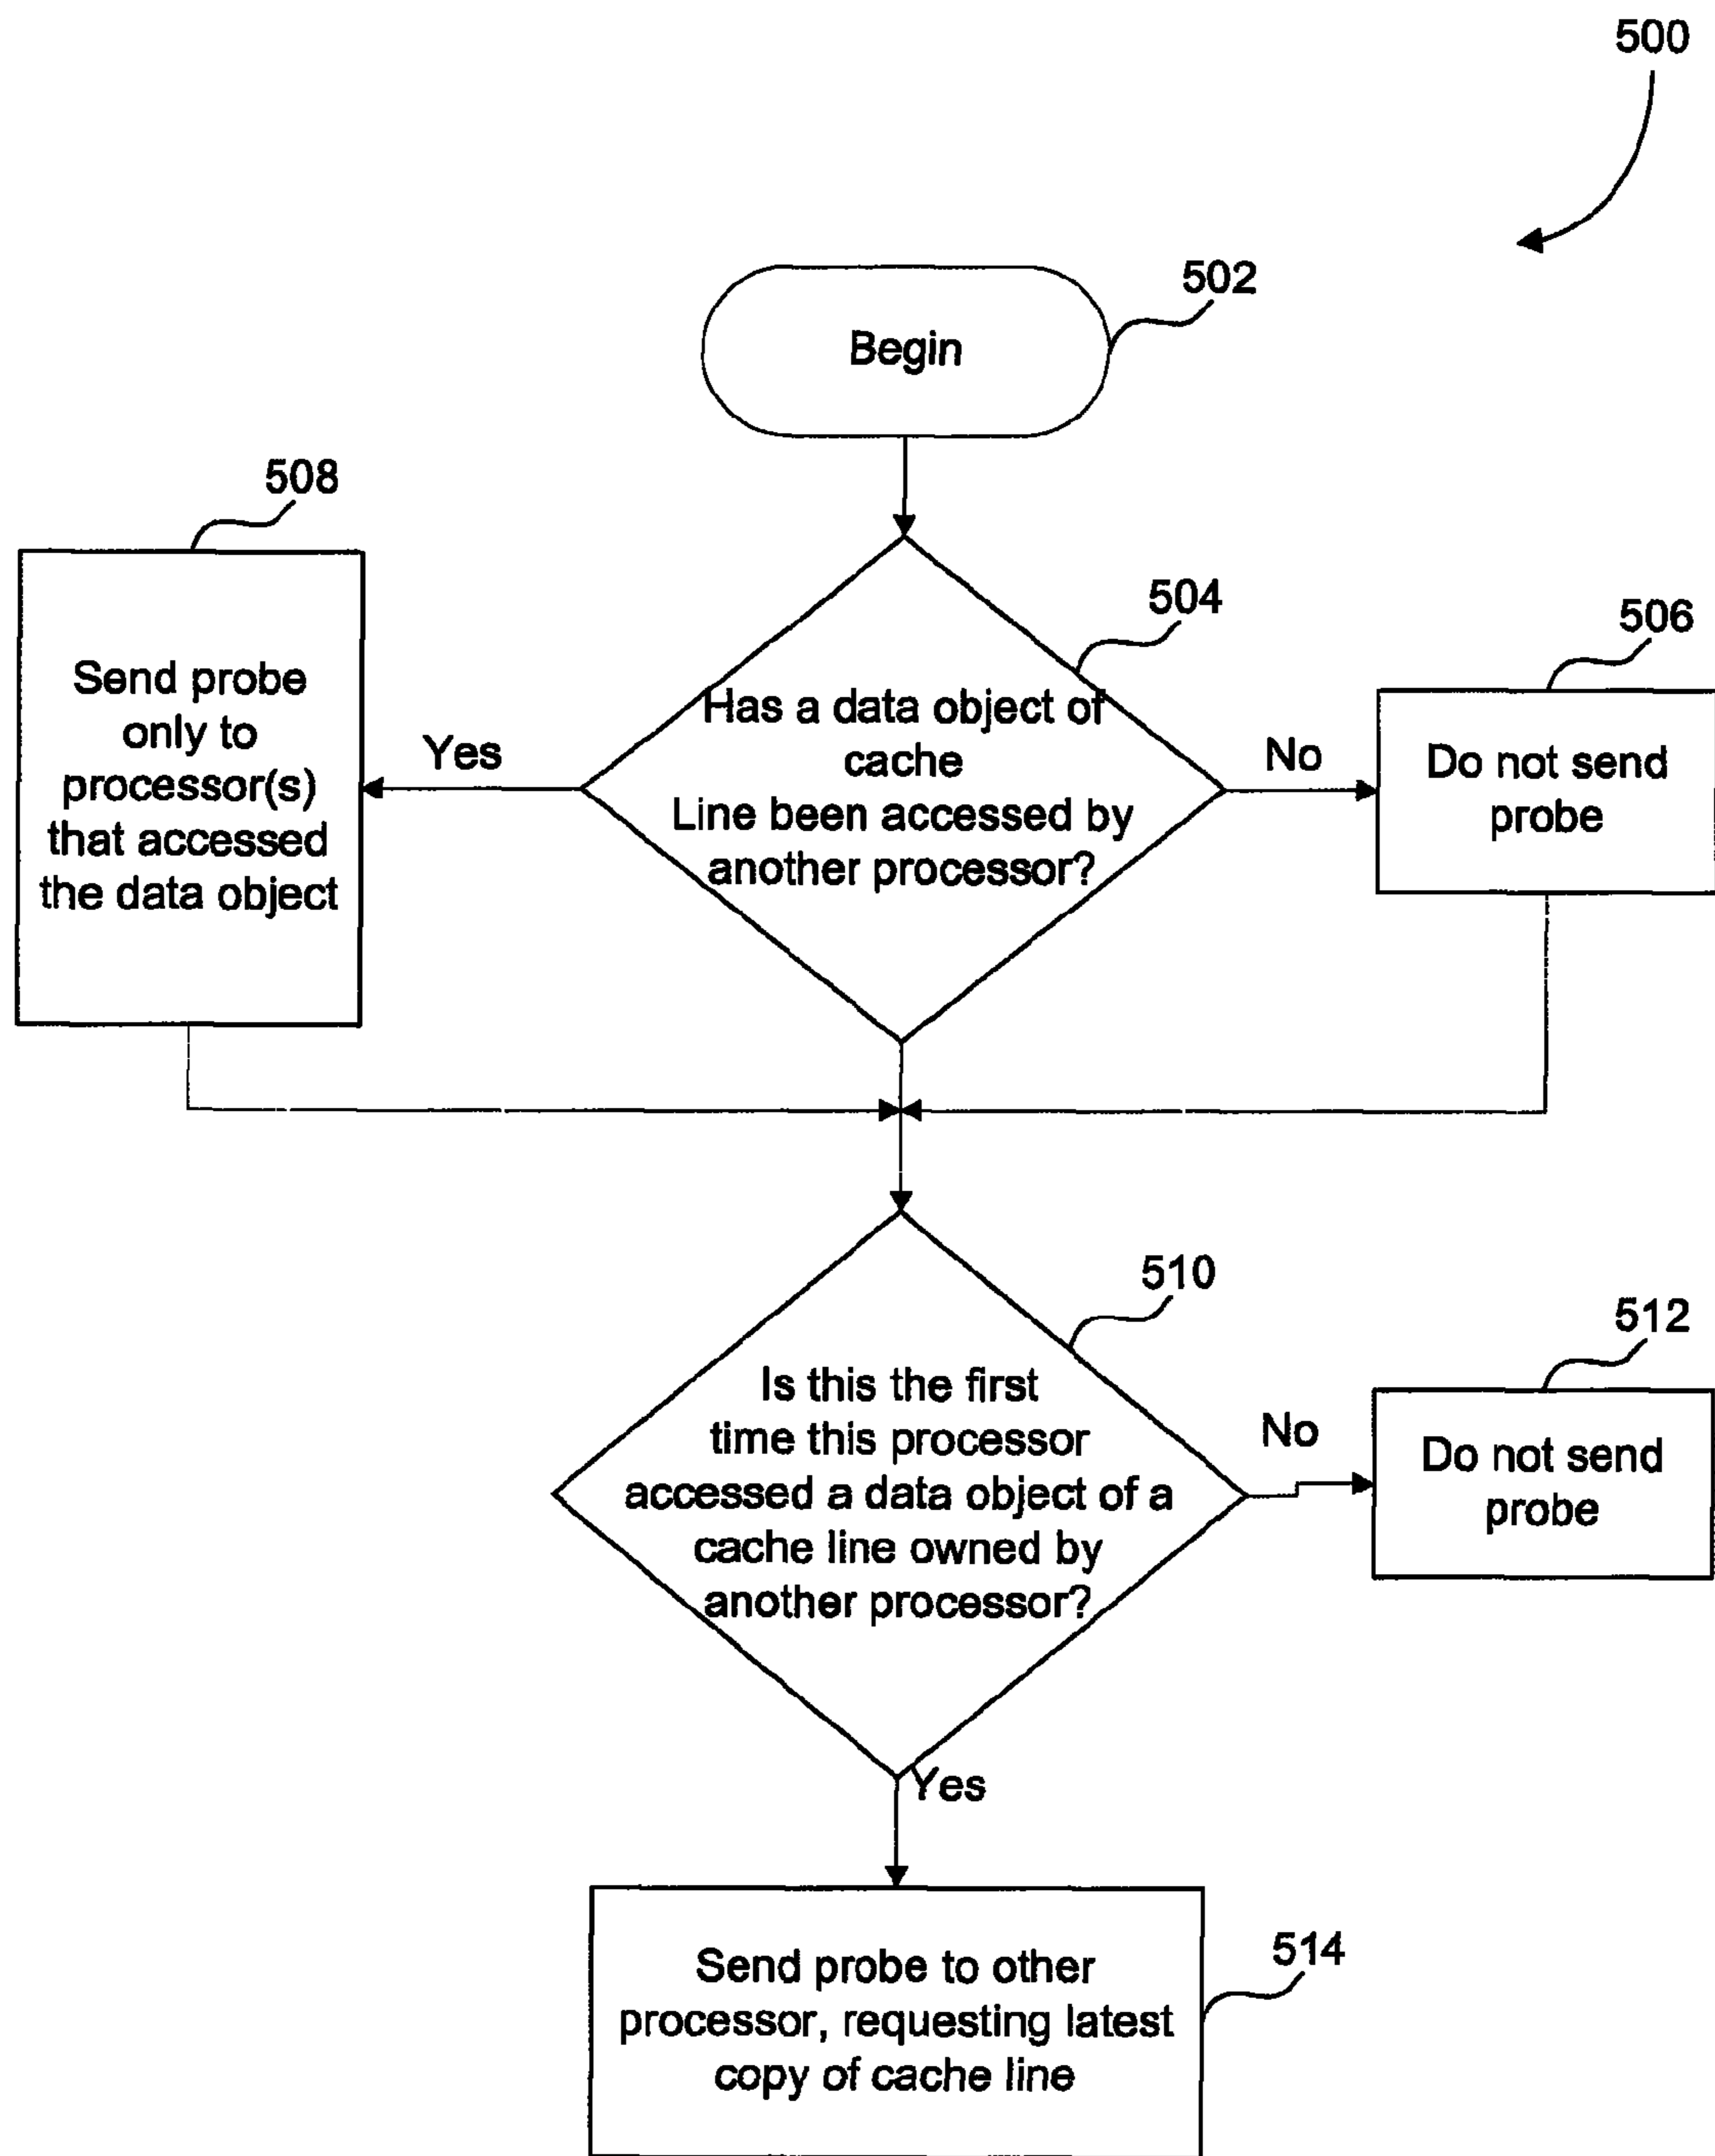 500
502
Begin
508
504
506
Send probe
only to
processor(s)
that accessed
the data object
Yes
Has a data object of
cache
Line been accessed by
another processor?
No
Do not send
probe
510
512
Is this the first
time this processor
accessed a data object of a
cache line owned by
another processor?
No
Do not send
probe
Yes
514
Send probe to other
processor, requesting latest
copy of cache line